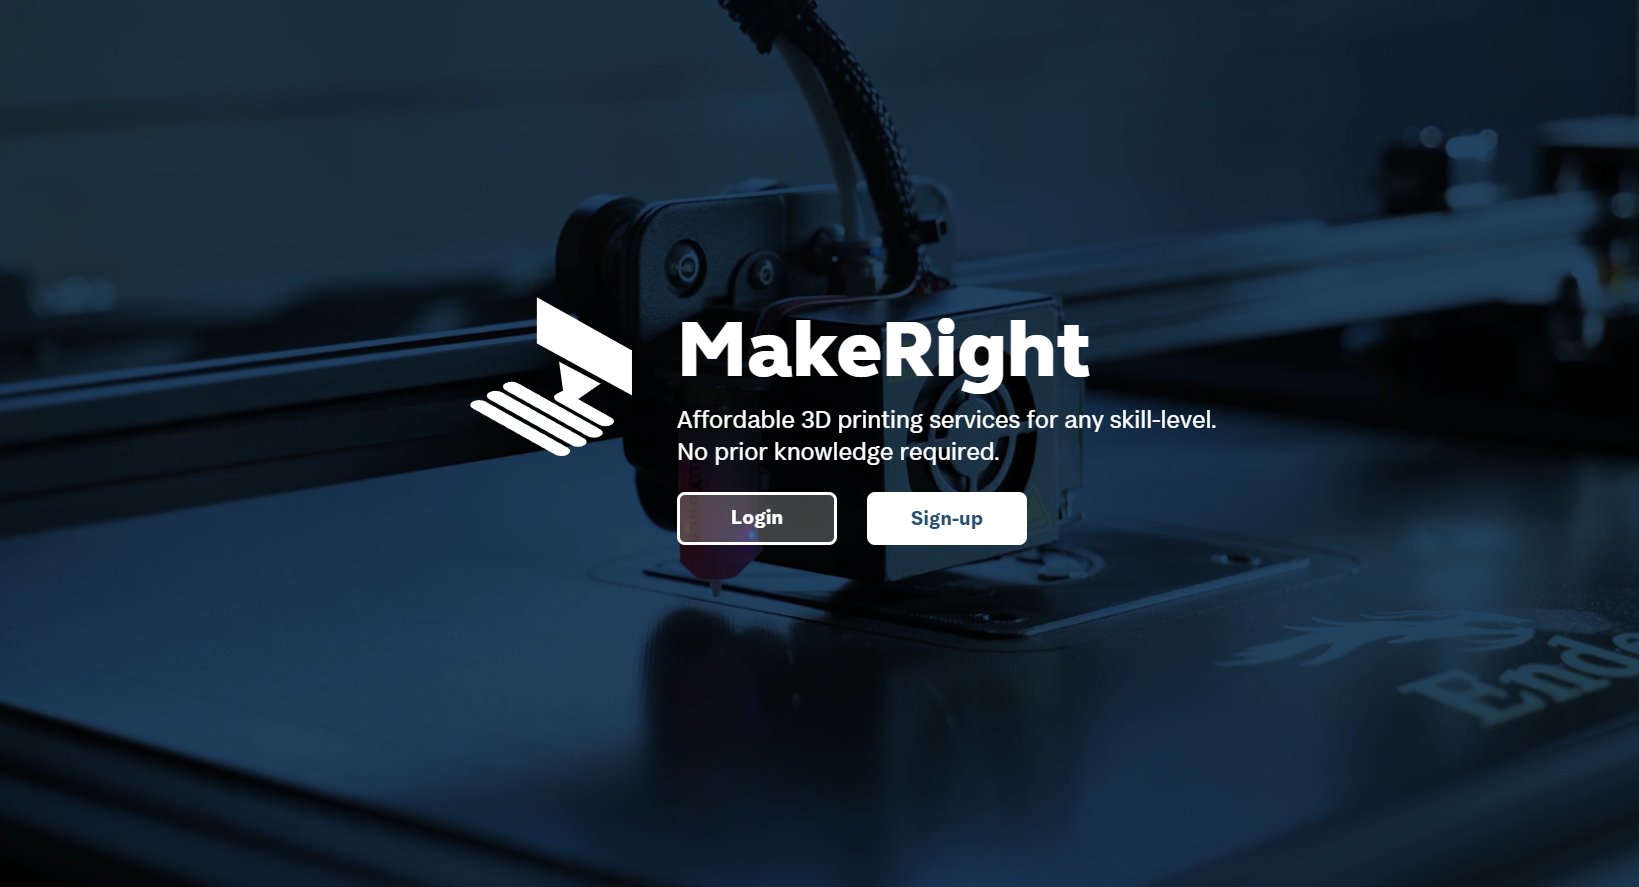 MakeRight
Affordable 3D printing services for any skill-level.
No prior knowledge required.
Login
Sign-up
Ende